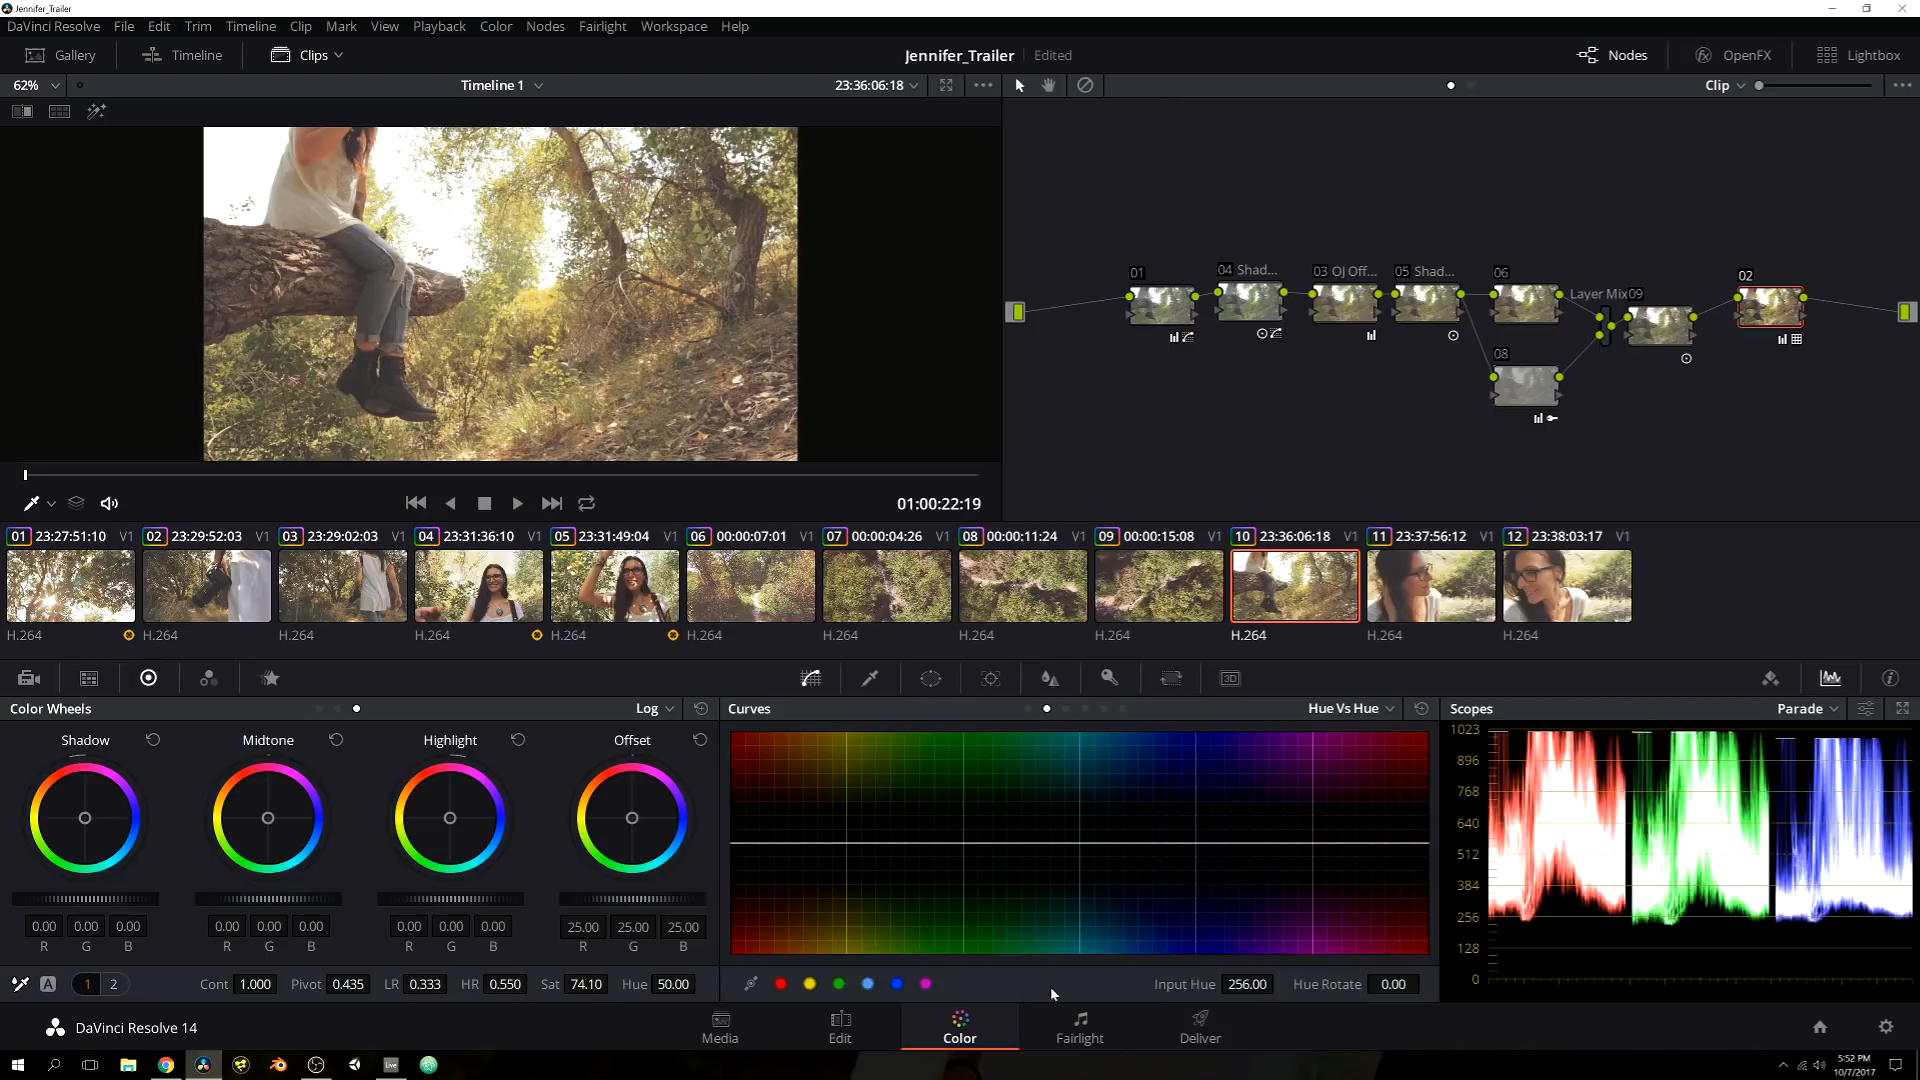 Jennifer_Trailer
DaVinci Resolve File Edit Trim Timeline Clip Mark View Playback Color Nodes Fairlight Workspace Help
Gallery Timeline Clips Jennifer_Trailer Edited Nodes OpenFX Lightbox
62% Timeline 1 23:36:06:18 Clip
01 04 Shad... 03 OJ Off... 05 Shad... 06 Layer Mix 09 02
08
01:00:22:19
01 23:27:51:10 V1 02 23:29:52:03 V1 03 23:29:02:03 V1 04 23:31:36:10 V1 05 23:31:49:04 V1 06 00:00:07:01 V1 07 00:00:04:26 V1 08 00:00:11:24 V1 09 00:00:15:08 V1 10 23:36:06:18 V1 11 23:37:56:12 V1 12 23:38:03:17 V1
H.264 H.264 H.264 H.264 H.264 H.264 H.264 H.264 H.264 H.264 H.264 H.264
3D
Color Wheels Log Curves Hue Vs Hue Scopes Parade
Shadow Midtone Highlight Offset
1023
896
768
640
512
384
256
128
0
0.00 0.00 0.00 0.00 0.00 0.00 0.00 0.00 0.00 25.00 25.00 25.00
R G B R G B R G B R G B
A 1 2 Cont 1.000 Pivot 0.435 LR 0.333 HR 0.550 Sat 74.10 Hue 50.00 Input Hue 256.00 Hue Rotate 0.00
DaVinci Resolve 14 Media Edit Color Fairlight Deliver
Live
5:52 PM
10/7/2017